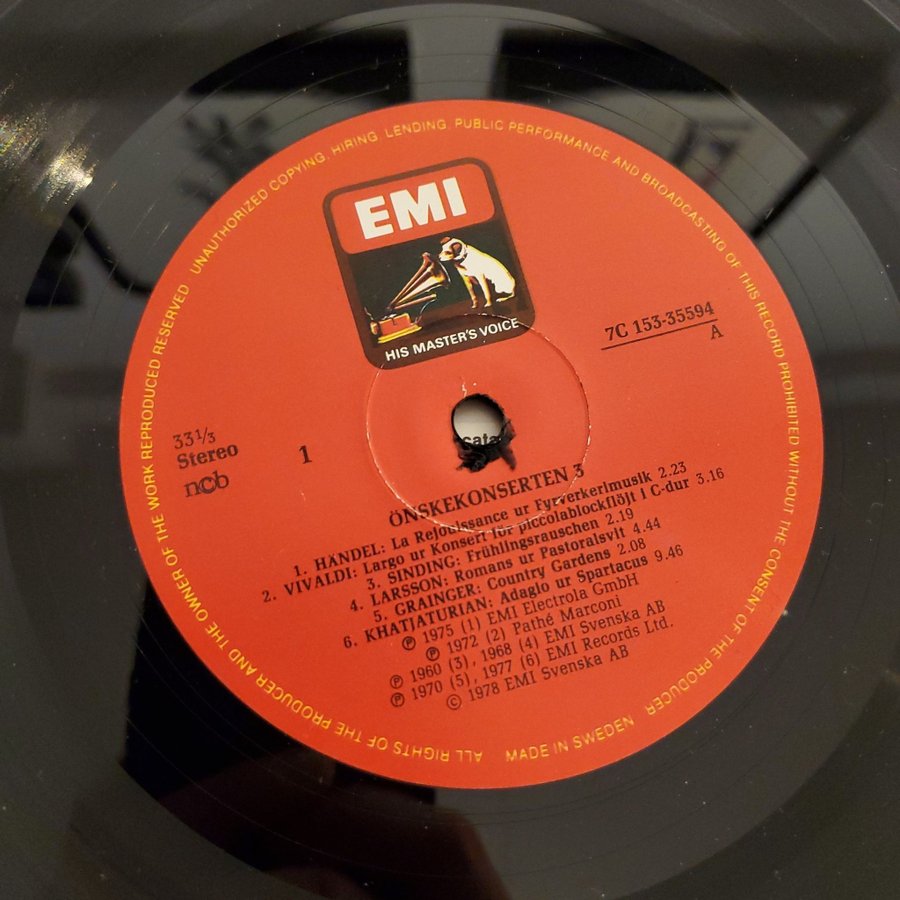 UNAUTHORIZED COPYING, HIRING, LENDING, PUBLIC PERFORMANCE AND BROADCASTING OF THIS RECORD PROHIBITED WITHOUT THE CONSENT OF THE PRODUCER
ALL RIGHTS OF THE PRODUCER AND THE OWNER OF THE WORK REPRODUCED RESERVED
EMI
HIS MASTER'S VOICE
7C 153-35594
A
33 1/3
Stereo
ncb
1
cata
ÖNSKEKONSERTEN 3
1. HÄNDEL: La Rejouissance ur Fyrverkerimusik 2.23
2. VIVALDI: Largo ur Konsert för piccolablockflöjt i C-dur 3.16
3. SINDING: Frühlingsrauschen 2.19
4. LARSSON: Romans ur Pastoralsvit 4.44
5. GRAINGER: Country Gardens 2.08
6. KHATJATURIAN: Adagio ur Spartacus 9.46
℗ 1975 (1) EMI Electrola GmbH
℗ 1972 (2) Pathé Marconi
℗ 1960 (3), 1968 (4) EMI Svenska AB
℗ 1970 (5), 1977 (6) EMI Records Ltd.
© 1978 EMI Svenska AB
MADE IN SWEDEN